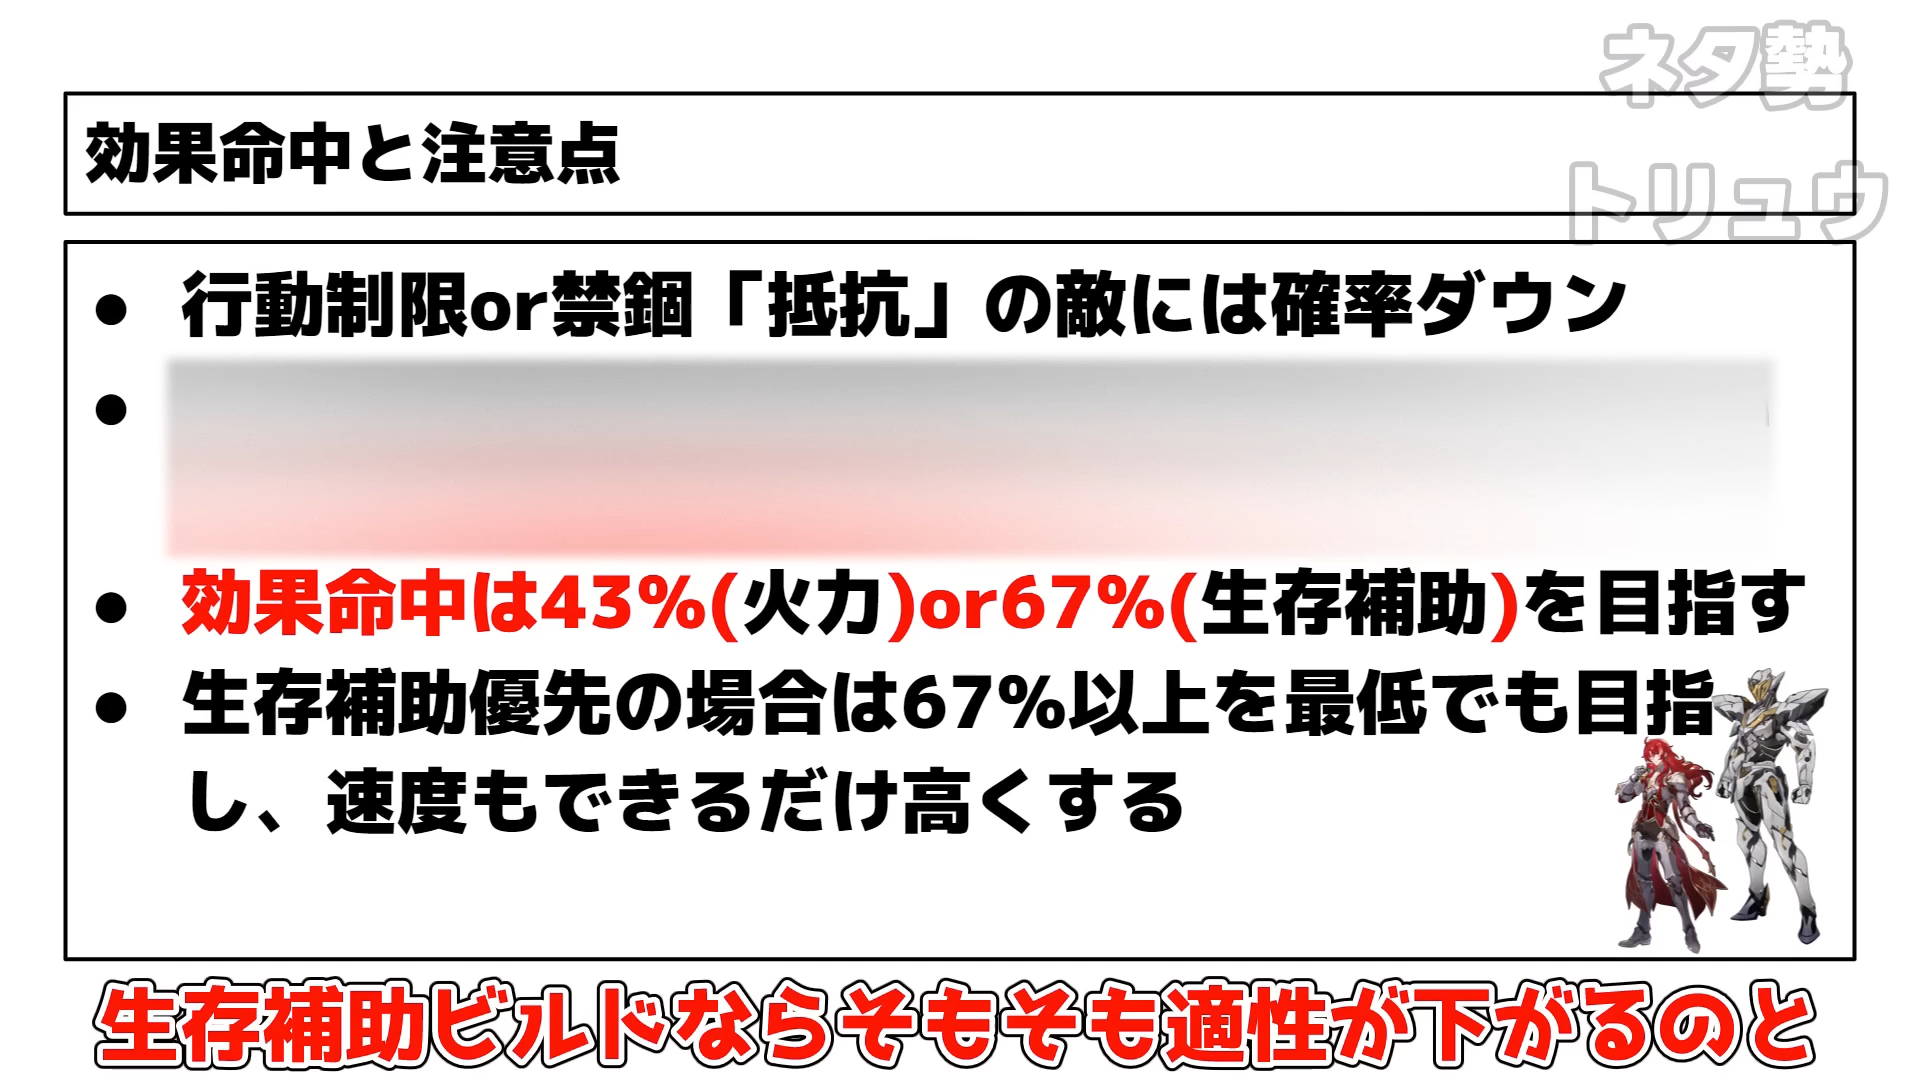 ネタ勢
トリュウ
効果命中と注意点
● 行動制限or禁錮「抵抗」の敵には確率ダウン
●
● 効果命中は43%(火力)or67%(生存補助)を目指す
● 生存補助優先の場合は67%以上を最低でも目指
し、速度もできるだけ高くする
生存補助ビルドならそもそも適性が下がるのと